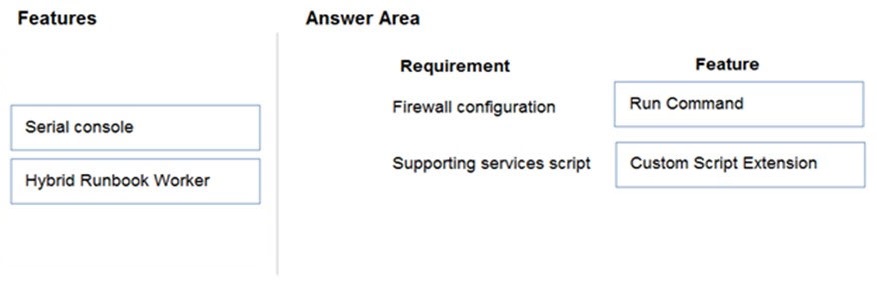 Features
Answer Area
Requirement
Feature
Firewall configuration
Run Command
Serial console
Supporting services script
Custom Script Extension
Hybrid Runbook Worker